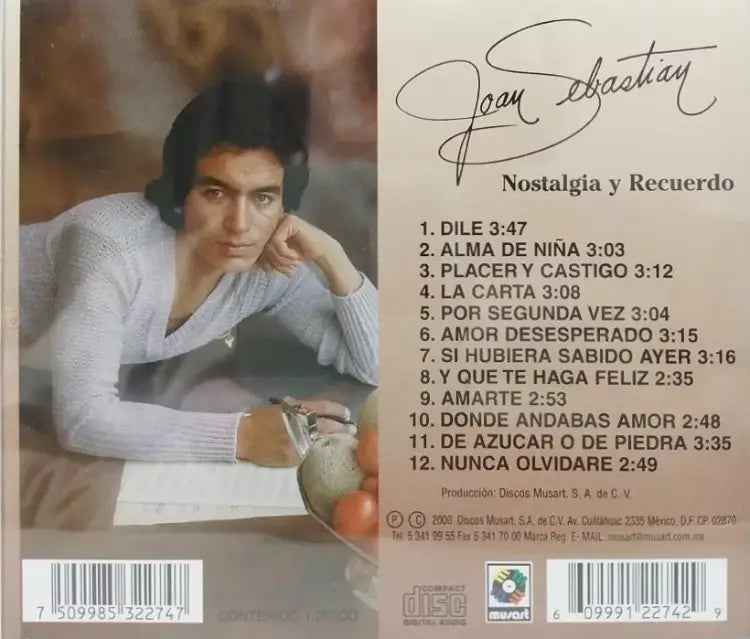 Joan Sebastian
Nostalgia y Recuerdo
1. DILE 3:47
2. ALMA DE NIÑA 3:03
3. PLACER Y CASTIGO 3:12
4. LA CARTA 3:08
5. POR SEGUNDA VEZ 3:04
6. AMOR DESESPERADO 3:15
7. SI HUBIERA SABIDO AYER 3:16
8. Y QUE TE HAGA FELIZ 2:35
9. AMARTE 2:53
10. DONDE ANDABAS AMOR 2:48
11. DE AZUCAR O DE PIEDRA 3:35
12. NUNCA OLVIDARE 2:49
Producción: Discos Musart, S. A. de C. V.
Ⓟ Ⓒ 2000 Discos Musart, S.A. de C.V. Av. Cuitláhuac 2335 México, D.F. CP. 02870
Tel. 5 341 99 55 Fax 5 341 70 00 Marca Reg. E- MAIL. musart@musart.com.mx
7 509985 322747
CONTENIDO 1 DISCO
COMPACT
disc
DIGITAL AUDIO
musart
6 09991 22742 9